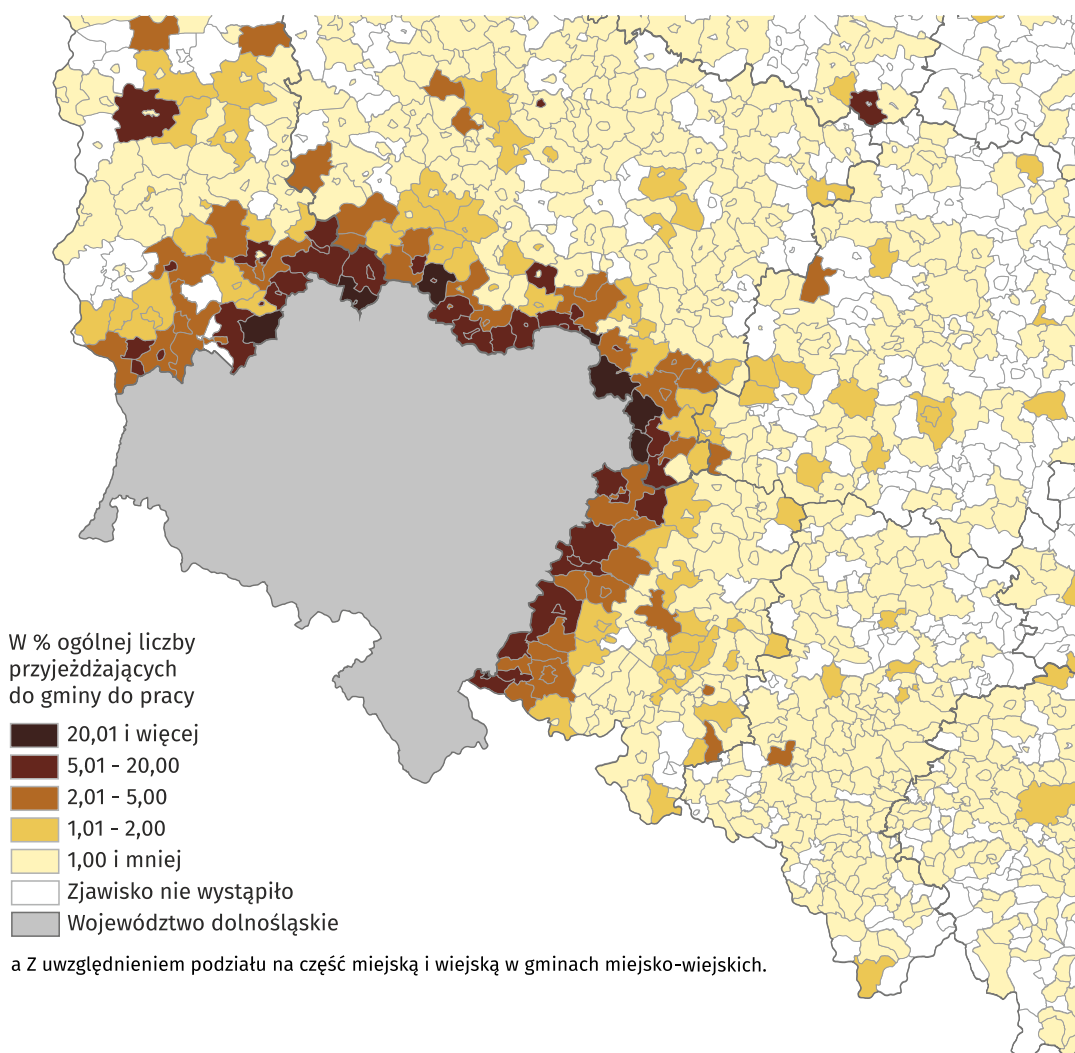 W % ogólnej liczby
przyjeżdżających
do gminy do pracy
20,01 i więcej
5,01 - 20,00
2,01 - 5,00
1,01 - 2,00
1,00 i mniej
Zjawisko nie wystąpiło
Województwo dolnośląskie
a Z uwzględnieniem podziału na część miejską i wiejską w gminach miejsko-wiejskich.